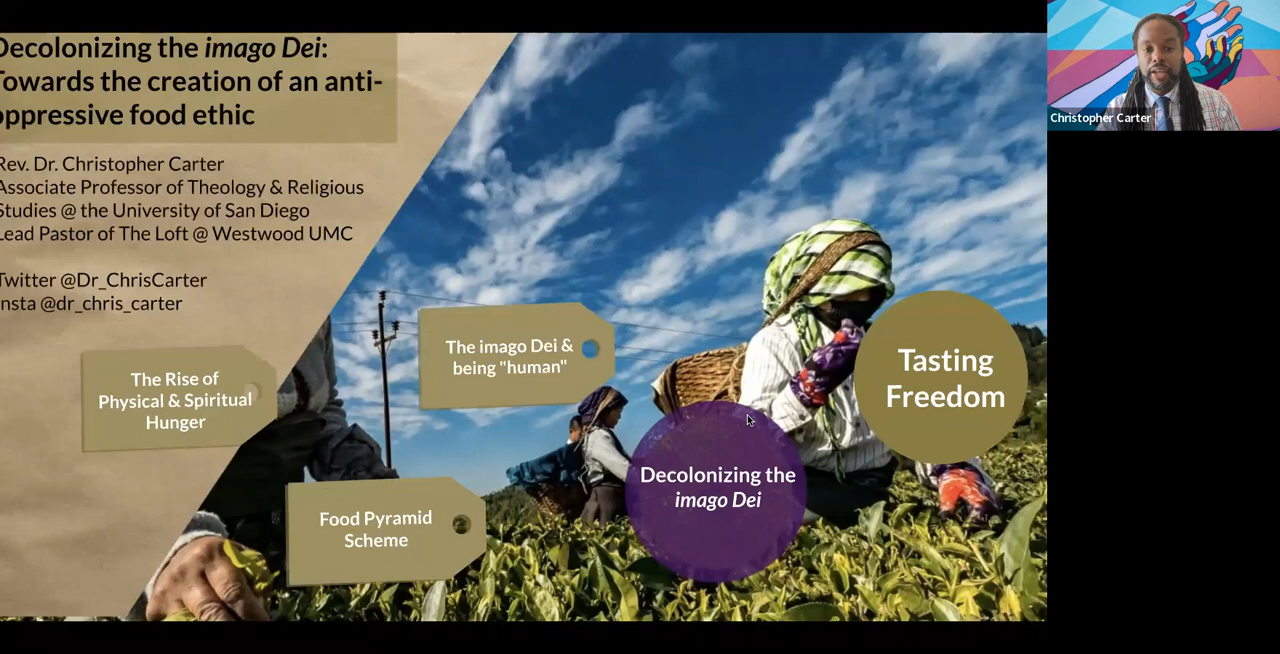 Decolonizing the imago Dei:
Towards the creation of an anti-
oppressive food ethic
Rev. Dr. Christopher Carter
Associate Professor of Theology & Religious
Studies @ the University of San Diego
Lead Pastor of The Loft @ Westwood UMC
Twitter @Dr_ChrisCarter
nsta @dr_chris_carter
The Rise of
Physical & Spiritual
Hunger
The imago Dei &
being "human"
Food Pyramid
Scheme
Decolonizing the
imago Dei
Tasting
Freedom
Christopher Carter